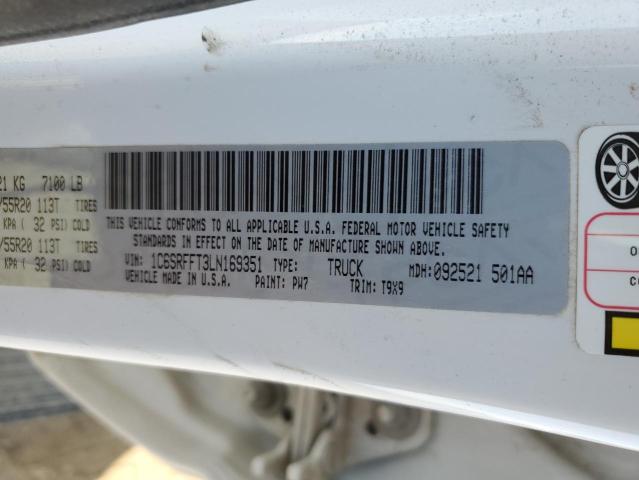 21 KG 7100 LB
/55R20 113T TIRES
KPA ( 32 PSI) COLD
/55R20 113T TIRES
KPA ( 32 PSI) COLD
THIS VEHICLE CONFORMS TO ALL APPLICABLE U.S.A. FEDERAL MOTOR VEHICLE SAFETY
STANDARDS IN EFFECT ON THE DATE OF MANUFACTURE SHOWN ABOVE.
VIN: 1C6SRFFT3LN169351 TYPE: TRUCK MDH: 092521 501AA
VEHICLE MADE IN U.S.A. PAINT: PW7 TRIM: T9X9